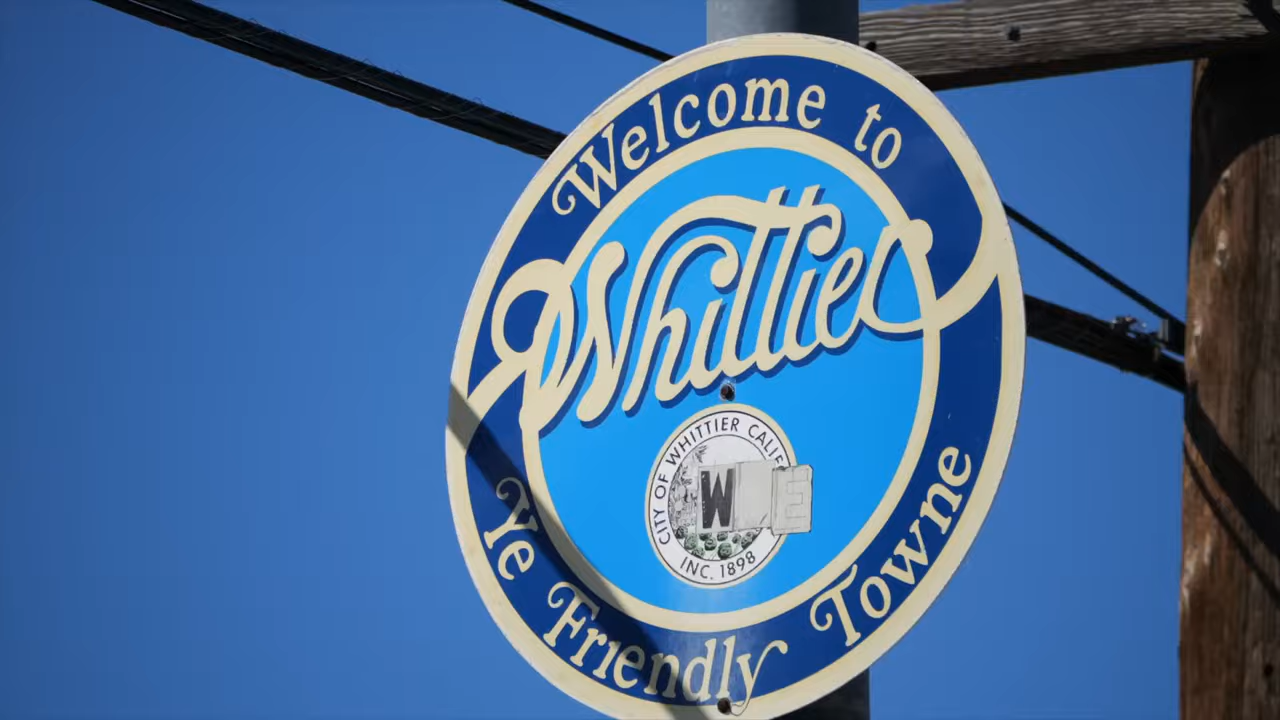 Welcome to
Whittier
CITY OF WHITTIER CALIF
W E
INC. 1898
Ye Friendly Towne